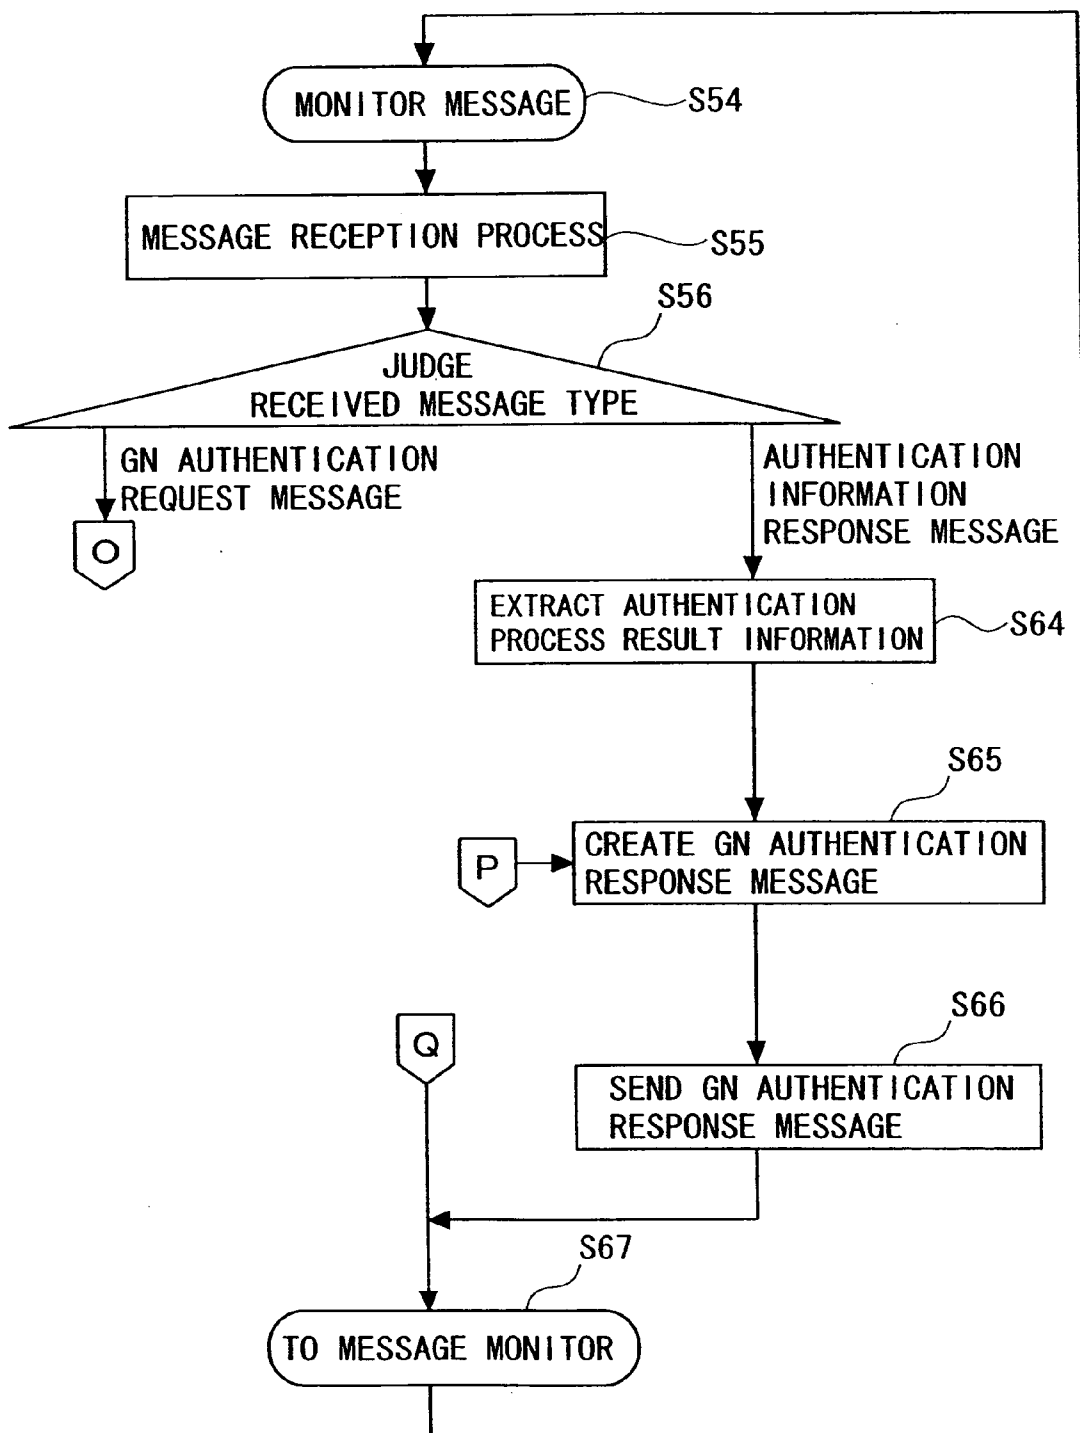 MONITOR MESSAGE
S54
MESSAGE RECEPTION PROCESS
S55
S56
JUDGE
RECEIVED MESSAGE TYPE
GN AUTHENTICATION
REQUEST MESSAGE
AUTHENTICATION
INFORMATION
RESPONSE MESSAGE
O
EXTRACT AUTHENTICATION
PROCESS RESULT INFORMATION
S64
S65
P
CREATE GN AUTHENTICATION
RESPONSE MESSAGE
S66
Q
SEND GN AUTHENTICATION
RESPONSE MESSAGE
S67
TO MESSAGE MONITOR